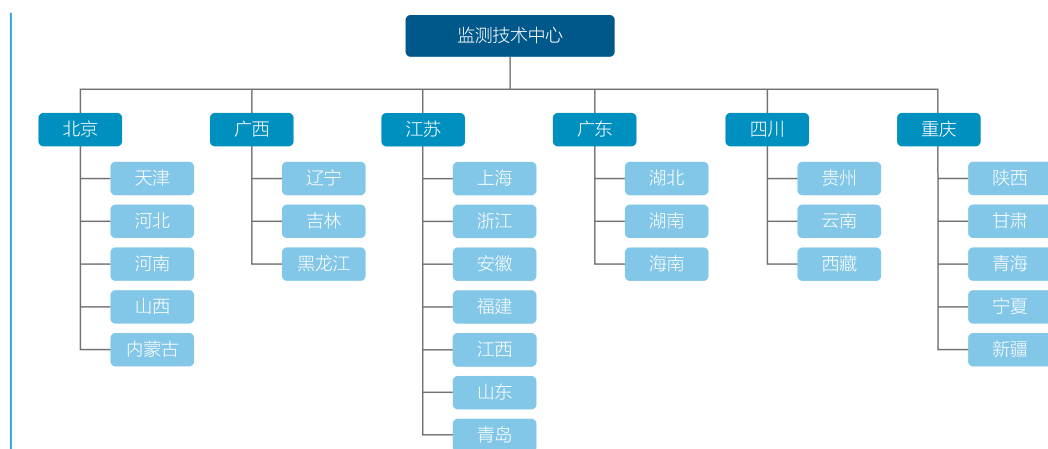 监测技术中心
北京
广西
江苏
广东
四川
重庆
天津
河北
河南
山西
内蒙古
辽宁
吉林
黑龙江
上海
浙江
安徽
福建
江西
山东
青岛
湖北
湖南
海南
贵州
云南
西藏
陕西
甘肃
青海
宁夏
新疆